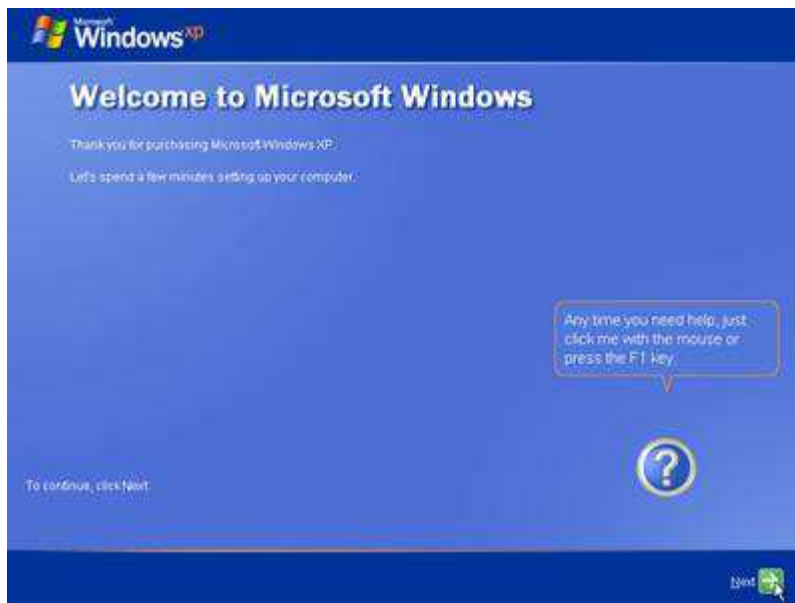 Microsoft
Windows xp
Welcome to Microsoft Windows
Thank you for purchasing Microsoft Windows XP.
Let's spend a few minutes setting up your computer.
Any time you need help, just
click me with the mouse or
press the F1 key.
?
To continue, click Next.
Next